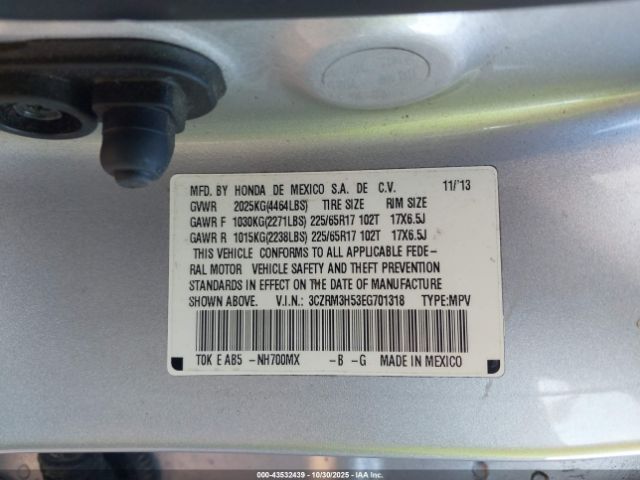 MFD. BY HONDA DE MEXICO S.A. DE C.V. 11/'13
GVWR 2025KG(4464LBS) TIRE SIZE RIM SIZE
GAWR F 1030KG(2271LBS) 225/65R17 102T 17X6.5J
GAWR R 1015KG(2238LBS) 225/65R17 102T 17X6.5J
THIS VEHICLE CONFORMS TO ALL APPLICABLE FEDE-
RAL MOTOR VEHICLE SAFETY AND THEFT PREVENTION
STANDARDS IN EFFECT ON THE DATE OF MANUFACTURE
SHOWN ABOVE. V.I.N.: 3CZRM3H53EG701318 TYPE:MPV
T0K E AB5 -NH700MX -B -G MADE IN MEXICO
000-43532439 - 10/30/2025 - IAA Inc.